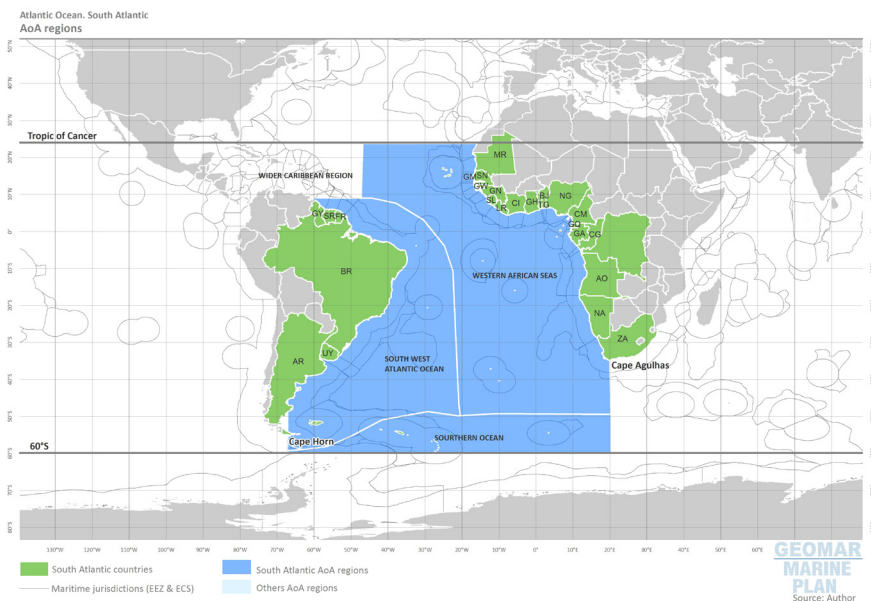 Atlantic Ocean. South Atlantic
AoA regions
50°N
40°N
30°N
Tropic of Cancer
20°N
MR
WIDER CARIBBEAN REGION
GM
SN
GW
10°N
GN
SL
LR
CI
GH
BJ
TG
NG
GY
SR
FR
CM
GQ
0°
GA
CG
BR
10°S
WESTERN AFRICAN SEAS
AO
20°S
NA
30°S
AR
UY
ZA
SOUTH WEST
ATLANTIC OCEAN
Cape Agulhas
40°S
50°S
Cape Horn
SOURTHERN OCEAN
60°S
60°S
70°S
80°S
130°W 120°W 110°W 100°W 90°W 80°W 70°W 60°W 50°W 40°W 30°W 20°W 10°W 0° 10°E 20°E 30°E 40°E 50°E 60°E
South Atlantic countries
Maritime jurisdictions (EEZ & ECS)
South Atlantic AoA regions
Others AoA regions
GEOMAR
MARINE
PLAN
Source: Author